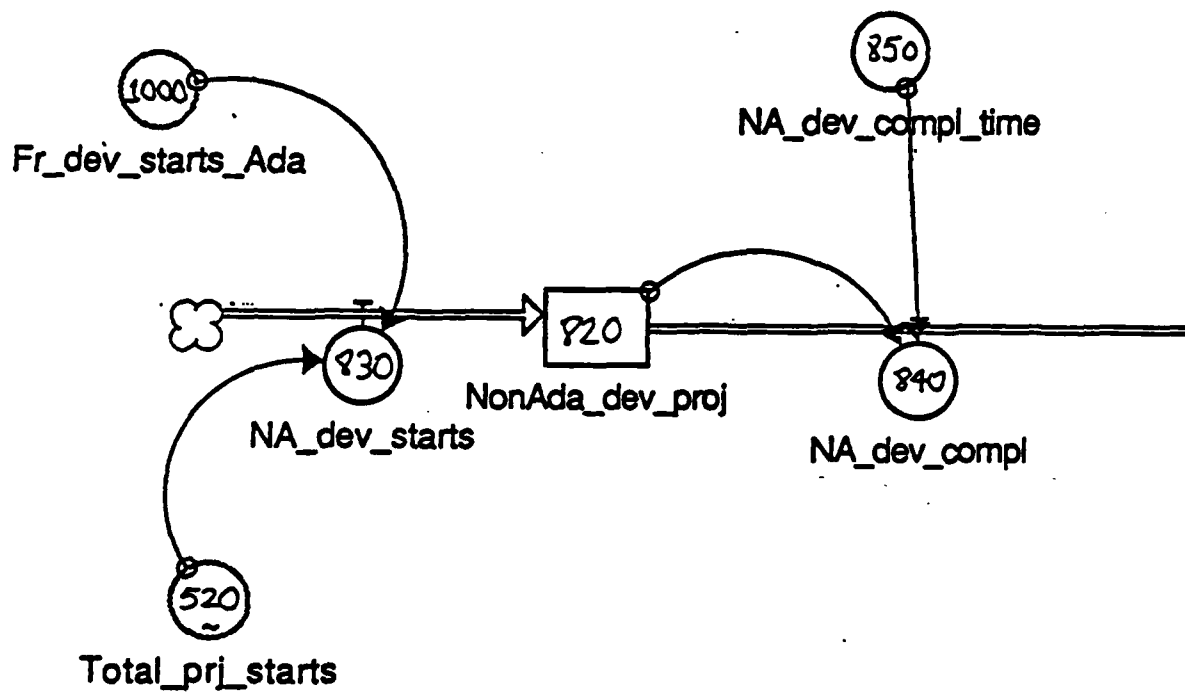 850
1000
NA_dev_compl_time
Fr_dev_starts_Ada
820
830
840
NonAda_dev_proj
NA_dev_starts
NA_dev_compl
520
~
Total_prj_starts